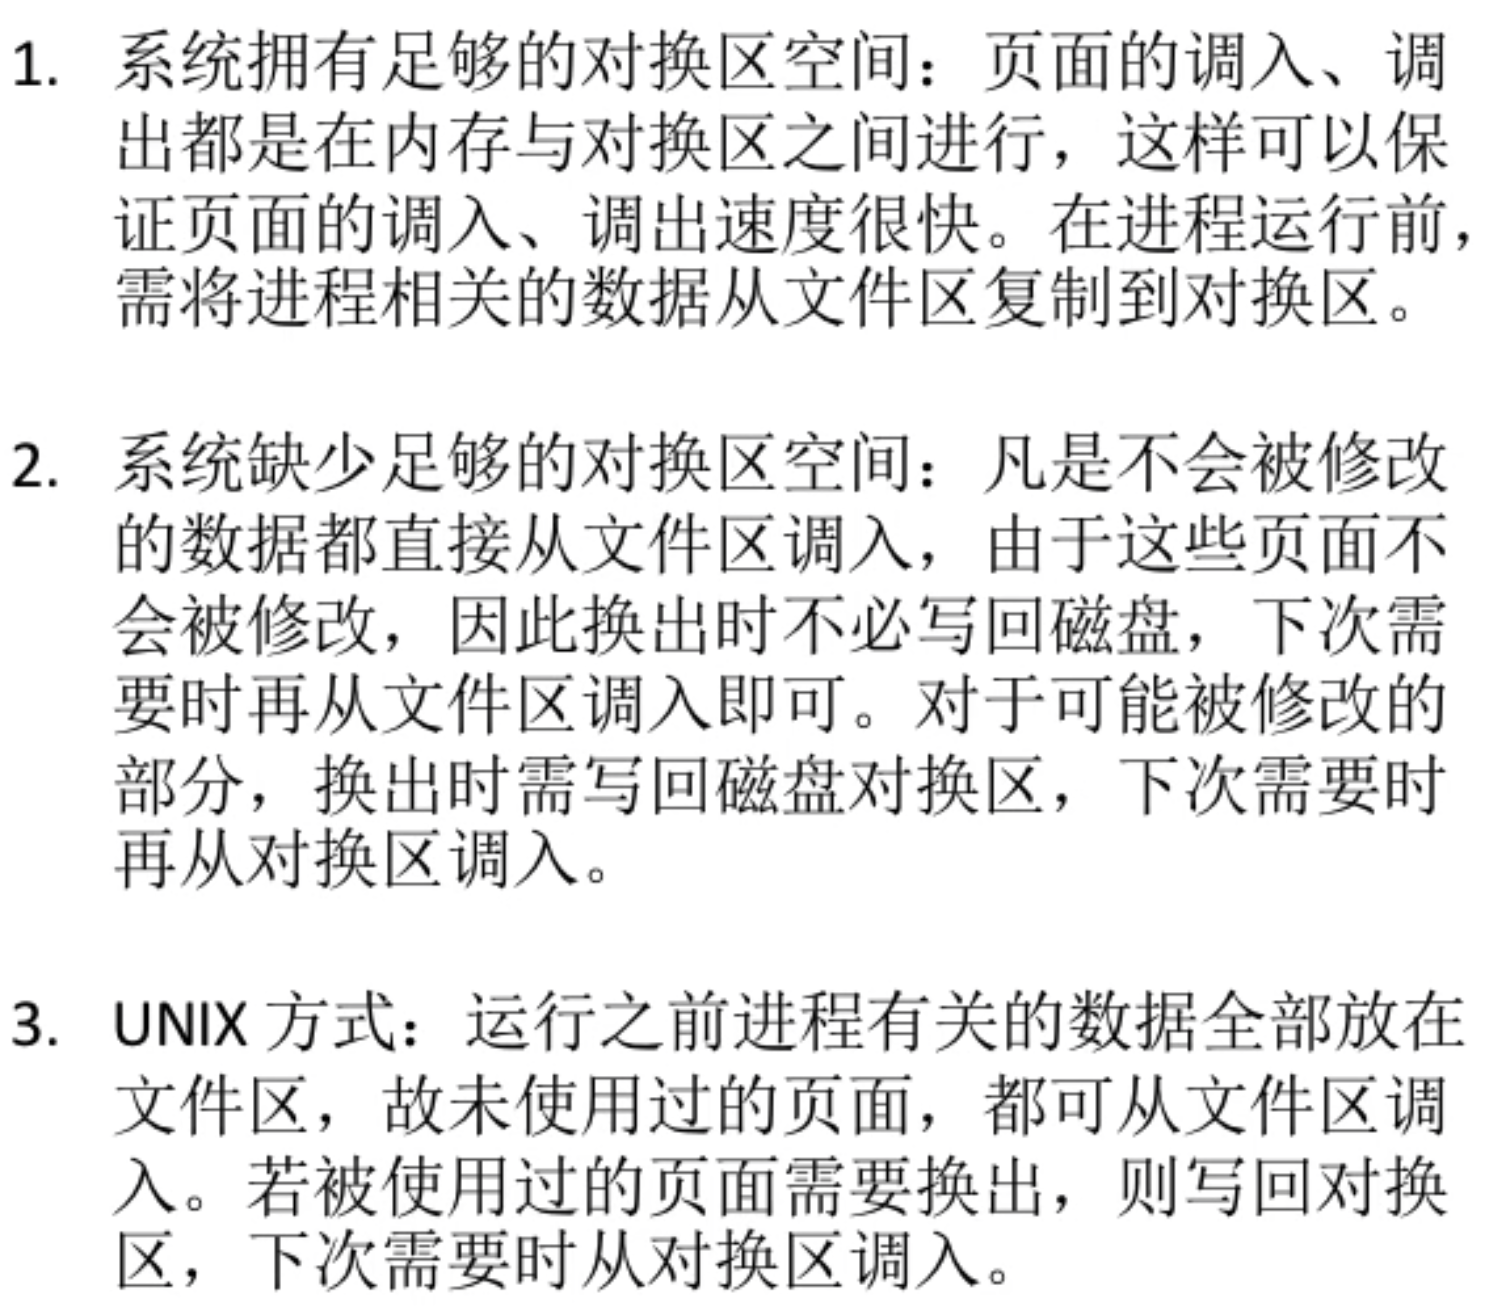 1. 系统拥有足够的对换区空间：页面的调入、调
出都是在内存与对换区之间进行，这样可以保
证页面的调入、调出速度很快。在进程运行前，
需将进程相关的数据从文件区复制到对换区。
2. 系统缺少足够的对换区空间：凡是不会被修改
的数据都直接从文件区调入，由于这些页面不
会被修改，因此换出时不必写回磁盘，下次需
要时再从文件区调入即可。对于可能被修改的
部分，换出时需写回磁盘对换区，下次需要时
再从对换区调入。
3. UNIX 方式：运行之前进程有关的数据全部放在
文件区，故未使用过的页面，都可从文件区调
入。若被使用过的页面需要换出，则写回对换
区，下次需要时从对换区调入。